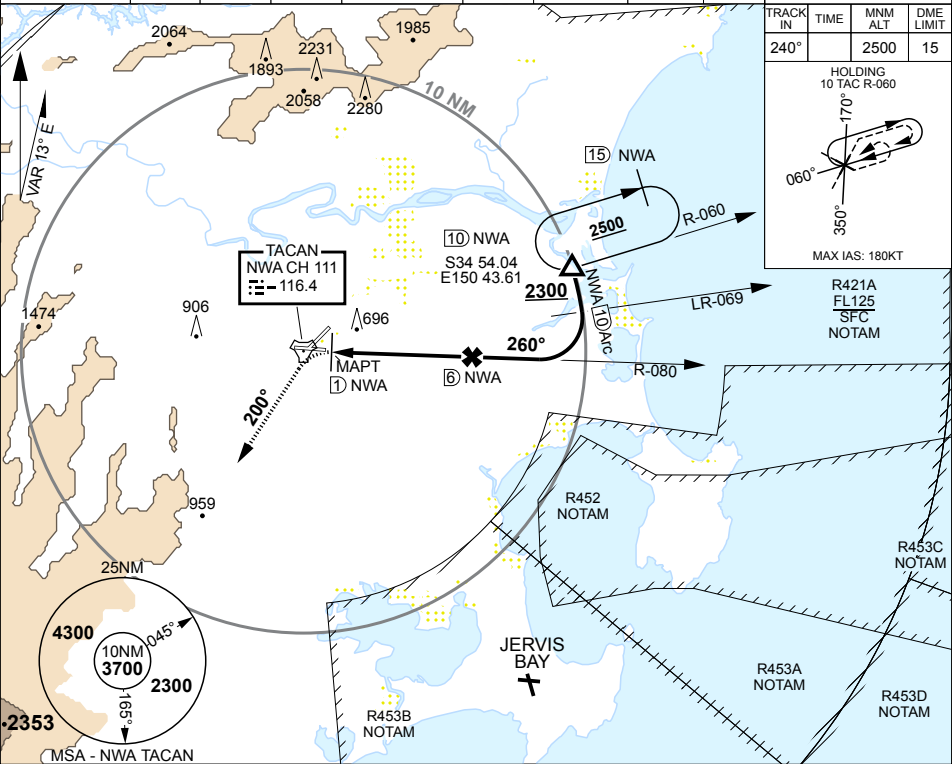 TRACK IN
TIME
MNM ALT
DME LIMIT
240°
2500
15
HOLDING
10 TAC R-060
170°
060°
350°
MAX IAS: 180KT
2064
1893
2231
2058
2280
1985
10 NM
VAR 13° E
15 NWA
2500
R-060
10 NWA
S34 54.04
E150 43.61
2300
NWA 10 Arc
LR-069
TACAN
NWA CH 111
116.4
R421A
FL125
SFC
NOTAM
1474
906
696
260°
MAPT
1 NWA
6 NWA
R-080
200°
959
R452
NOTAM
R453C
NOTAM
25NM
4300
045°
10NM
3700
2300
165°
2353
MSA - NWA TACAN
JERVIS
BAY
R453A
NOTAM
R453B
NOTAM
R453D
NOTAM